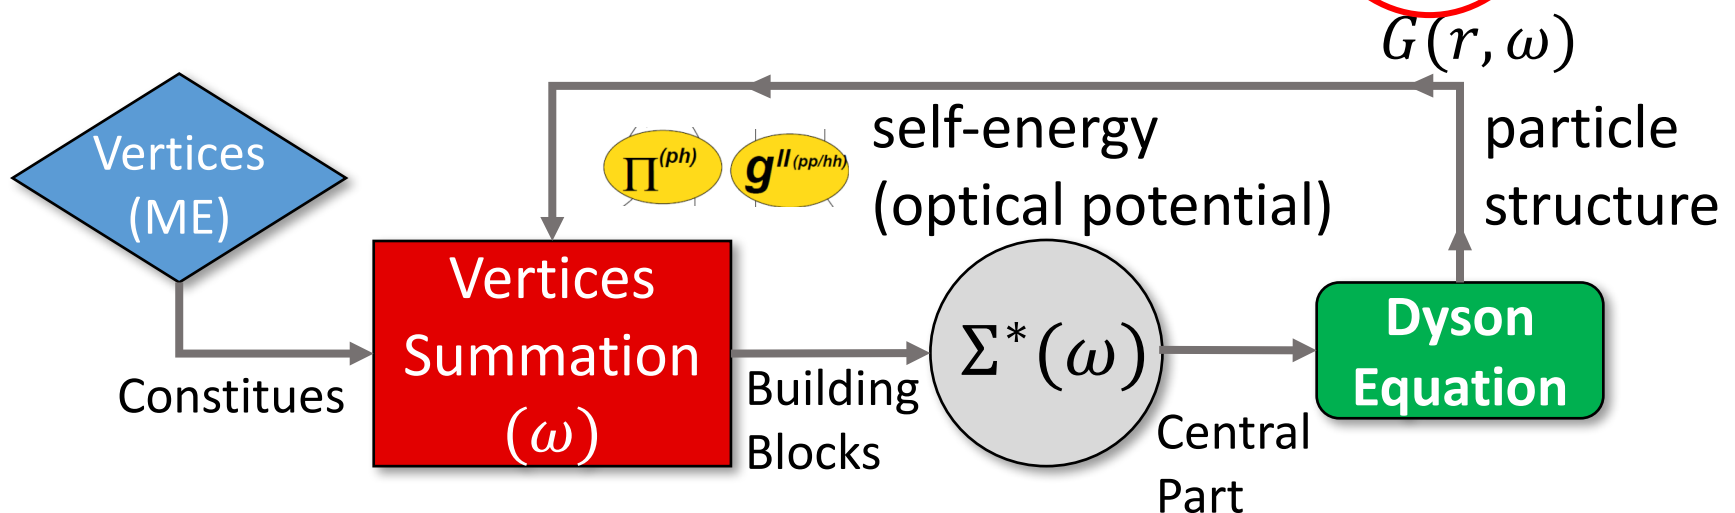 G(r, ω)
Vertices
(ME)
Π(ph)
gII(pp/hh)
self-energy
(optical potential)
particle
structure
Vertices
Summation
(ω)
Constitues
Building
Blocks
Σ*(ω)
Central
Part
Dyson
Equation